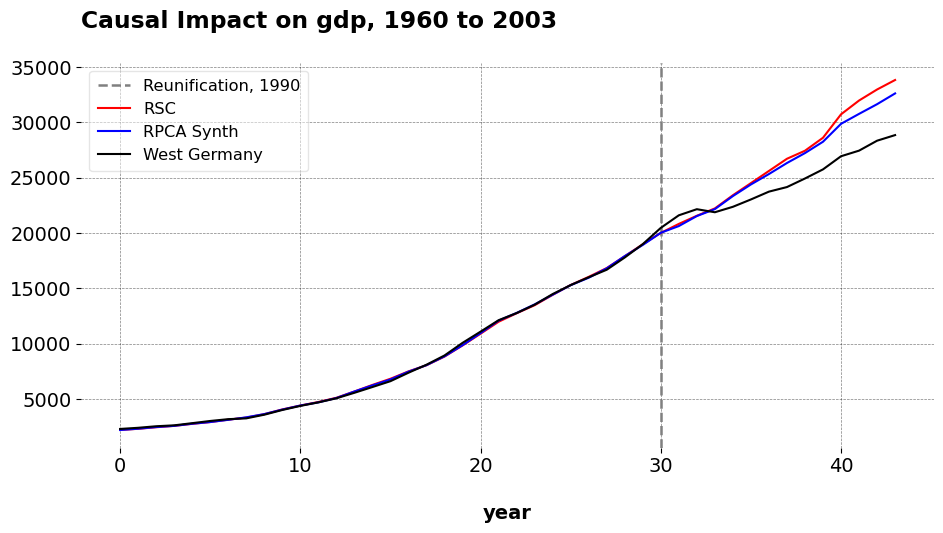 Causal Impact on gdp, 1960 to 2003
35000
30000
25000
20000
15000
10000
5000
Reunification, 1990
RSC
RPCA Synth
West Germany
0 10 20 30 40
year